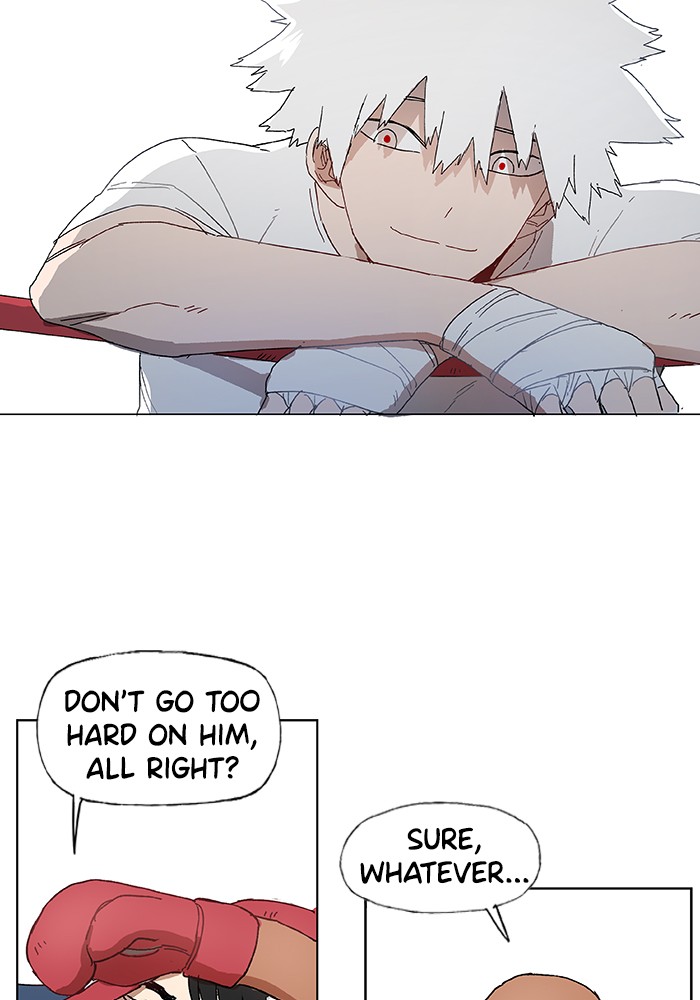 DON'T GO TOO
HARD ON HIM,
ALL RIGHT?
SURE,
WHATEVER...